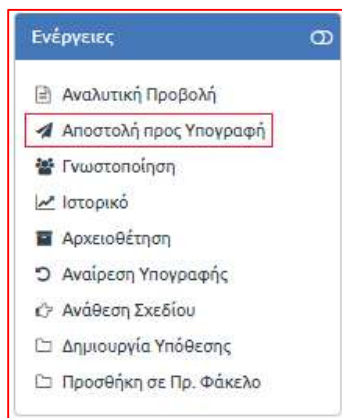 Ενέργειες
Αναλυτική Προβολή
Αποστολή προς Υπογραφή
Γνωστοποίηση
Ιστορικό
Αρχειοθέτηση
Αναίρεση Υπογραφής
Ανάθεση Σχεδίου
Δημιουργία Υπόθεσης
Προσθήκη σε Πρ. Φάκελο